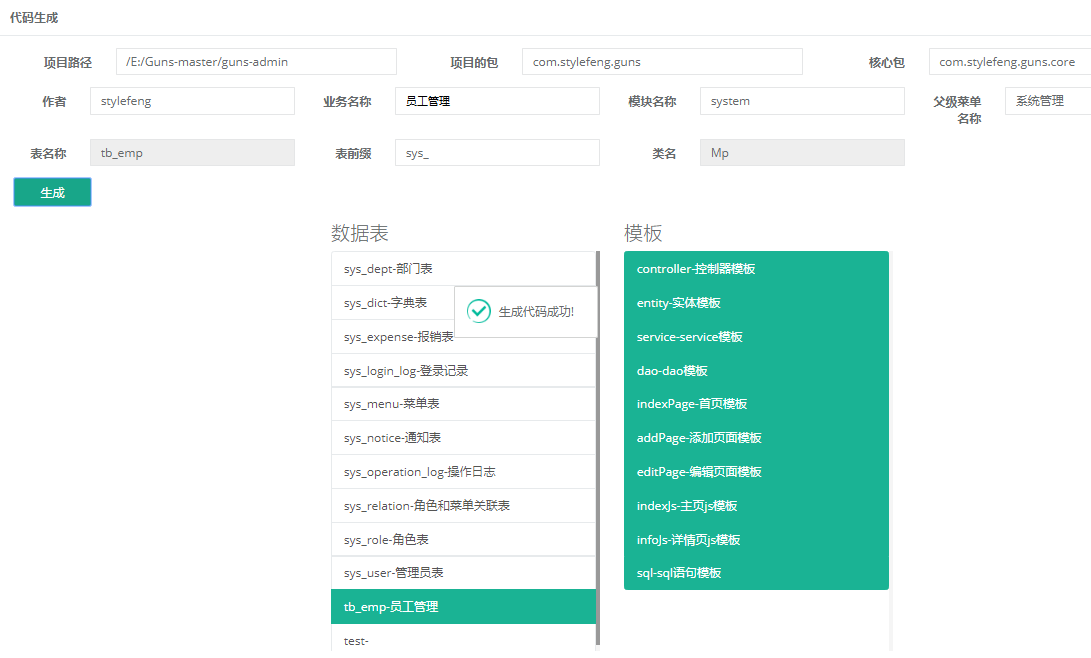 代码生成
项目路径 /E:/Guns-master/guns-admin 项目的包 com.stylefeng.guns 核心包 com.stylefeng.guns.core
作者 stylefeng 业务名称 员工管理 模块名称 system 父级菜单名称 系统管理
表名称 tb_emp 表前缀 sys_ 类名 Mp
生成
数据表
sys_dept-部门表
sys_dict-字典表
sys_expense-报销表
sys_login_log-登录记录
sys_menu-菜单表
sys_notice-通知表
sys_operation_log-操作日志
sys_relation-角色和菜单关联表
sys_role-角色表
sys_user-管理员表
tb_emp-员工管理
test-
生成代码成功!
模板
controller-控制器模板
entity-实体模板
service-service模板
dao-dao模板
indexPage-首页模板
addPage-添加页面模板
editPage-编辑页面模板
indexJs-主页js模板
infoJs-详情页js模板
sql-sql语句模板